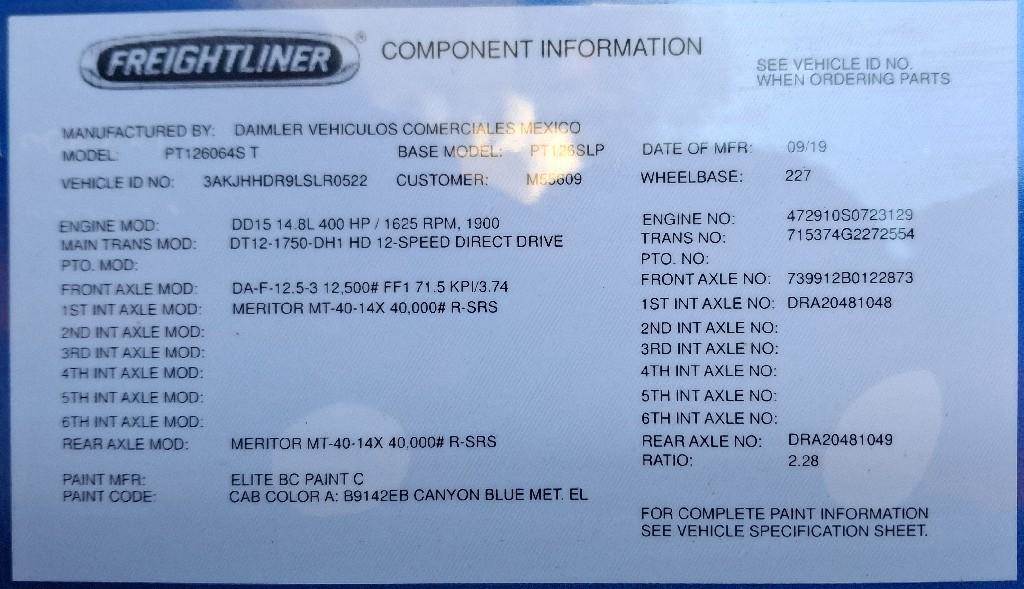 FREIGHTLINER® COMPONENT INFORMATION
SEE VEHICLE ID NO.
WHEN ORDERING PARTS
MANUFACTURED BY: DAIMLER VEHICULOS COMERCIALES MEXICO
MODEL: PT126064S T BASE MODEL: PT126SLP DATE OF MFR: 09/19
VEHICLE ID NO: 3AKJHHDR9LSLR0522 CUSTOMER: M55609 WHEELBASE: 227
ENGINE MOD: DD15 14.8L 400 HP / 1625 RPM, 1900 ENGINE NO: 472910S0723129
MAIN TRANS MOD: DT12-1750-DH1 HD 12-SPEED DIRECT DRIVE TRANS NO: 715374G2272554
PTO. MOD: PTO. NO:
FRONT AXLE MOD: DA-F-12.5-3 12,500# FF1 71.5 KPI/3.74 FRONT AXLE NO: 739912B0122873
1ST INT AXLE MOD: MERITOR MT-40-14X 40,000# R-SRS 1ST INT AXLE NO: DRA20481048
2ND INT AXLE MOD: 2ND INT AXLE NO:
3RD INT AXLE MOD: 3RD INT AXLE NO:
4TH INT AXLE MOD: 4TH INT AXLE NO:
5TH INT AXLE MOD: 5TH INT AXLE NO:
6TH INT AXLE MOD: 6TH INT AXLE NO:
REAR AXLE MOD: MERITOR MT-40-14X 40,000# R-SRS REAR AXLE NO: DRA20481049
RATIO: 2.28
PAINT MFR: ELITE BC PAINT C
PAINT CODE: CAB COLOR A: B9142EB CANYON BLUE MET. EL
FOR COMPLETE PAINT INFORMATION
SEE VEHICLE SPECIFICATION SHEET.